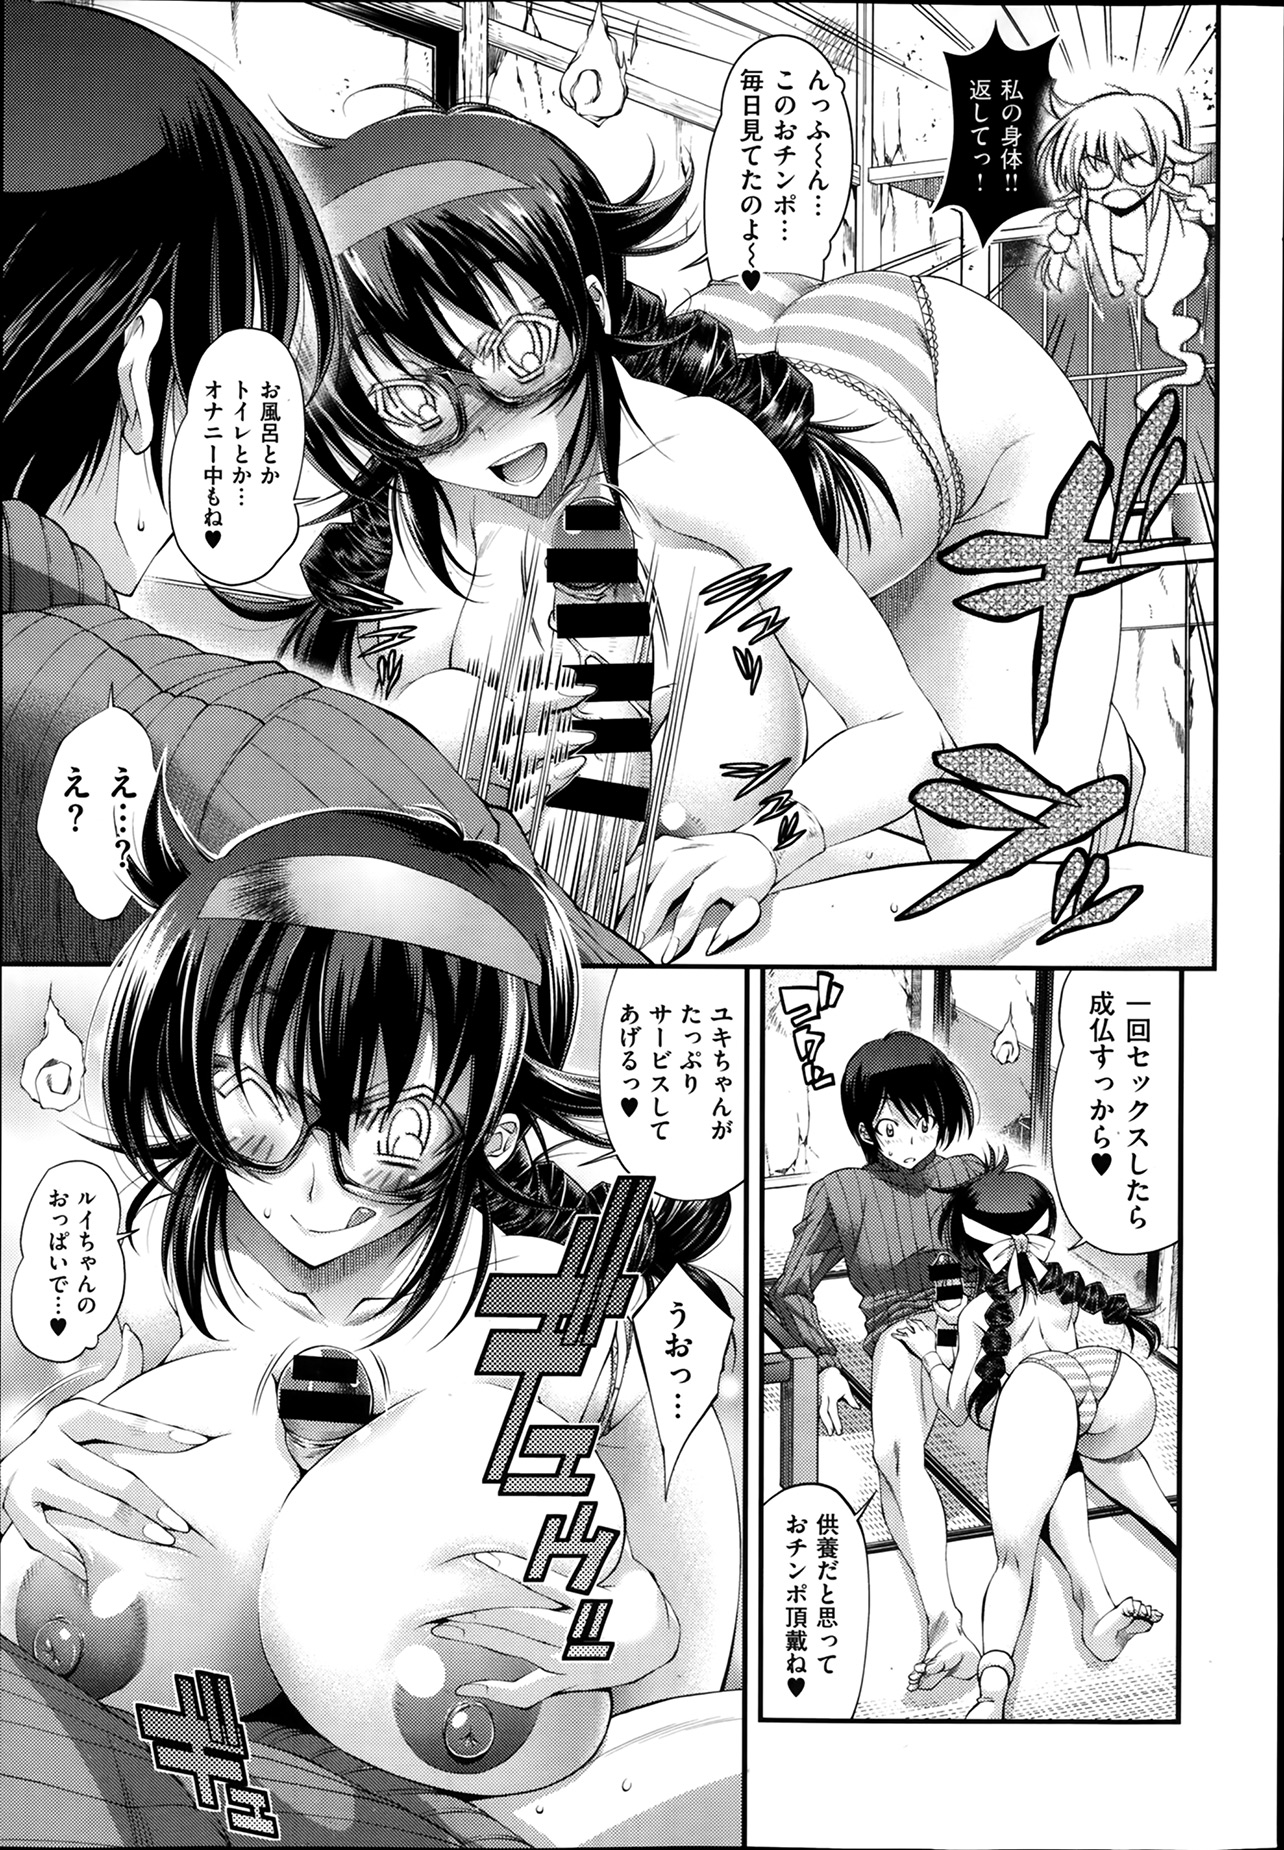 私の身体!!
返してっ!
んっふ～ん…
このおチンポ…
毎日見てたのよ～♥
お風呂とか
トイレとか…
オナニー中もね♥
え…?
え?
ギッ
一回セックスしたら
成仏すっから♥
供養だと思って
おチンポ頂戴ね♥
ユキちゃんが
たっぷり
サービスして
あげるっ♥
うおっ…
ルイちゃんの
おっぱいで…♥